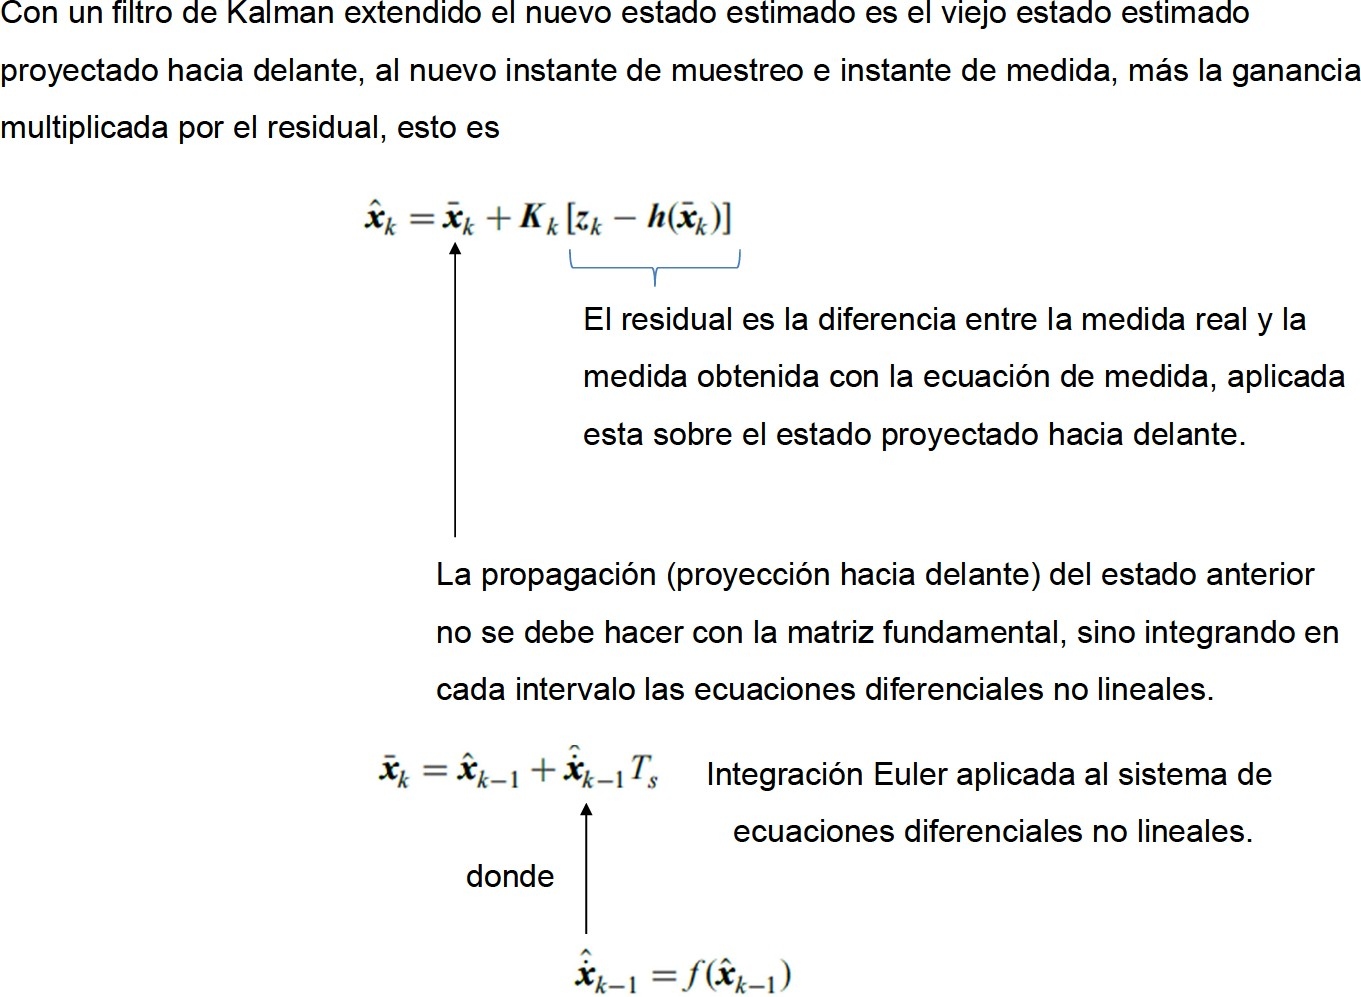 Con un filtro de Kalman extendido el nuevo estado estimado es el viejo estado estimado
proyectado hacia delante, al nuevo instante de muestreo e instante de medida, más la ganancia
multiplicada por el residual, esto es
x̂ₖ = x̄ₖ + Kₖ [zₖ − h(x̄ₖ)]
El residual es la diferencia entre la medida real y la
medida obtenida con la ecuación de medida, aplicada
esta sobre el estado proyectado hacia delante.
La propagación (proyección hacia delante) del estado anterior
no se debe hacer con la matriz fundamental, sino integrando en
cada intervalo las ecuaciones diferenciales no lineales.
x̄ₖ = x̂ₖ₋₁ + ẋ̂ₖ₋₁Tₛ Integración Euler aplicada al sistema de
ecuaciones diferenciales no lineales.
donde
ẋ̂ₖ₋₁ = f(x̂ₖ₋₁)